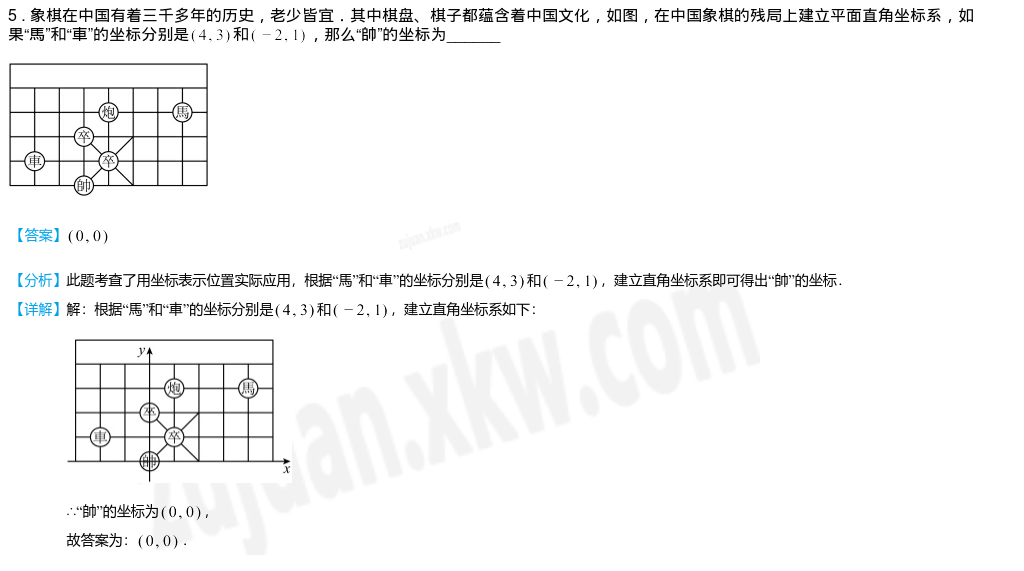 5．象棋在中国有着三千多年的历史，老少皆宜．其中棋盘、棋子都蕴含着中国文化，如图，在中国象棋的残局上建立平面直角坐标系，如
果“馬”和“車”的坐标分别是(4, 3)和(－2, 1)，那么“帥”的坐标为_______
炮 馬
卒
車 卒
帥
zujuan.xkw.com
【答案】(0, 0)
【分析】此题考查了用坐标表示位置实际应用，根据“馬”和“車”的坐标分别是(4, 3)和(－2, 1)，建立直角坐标系即可得出“帥”的坐标．
【详解】解：根据“馬”和“車”的坐标分别是(4, 3)和(－2, 1)，建立直角坐标系如下：
y
炮 馬
卒
車 卒
帥
x
zujuan.xkw.com
∴“帥”的坐标为(0, 0)，
故答案为：(0, 0)．